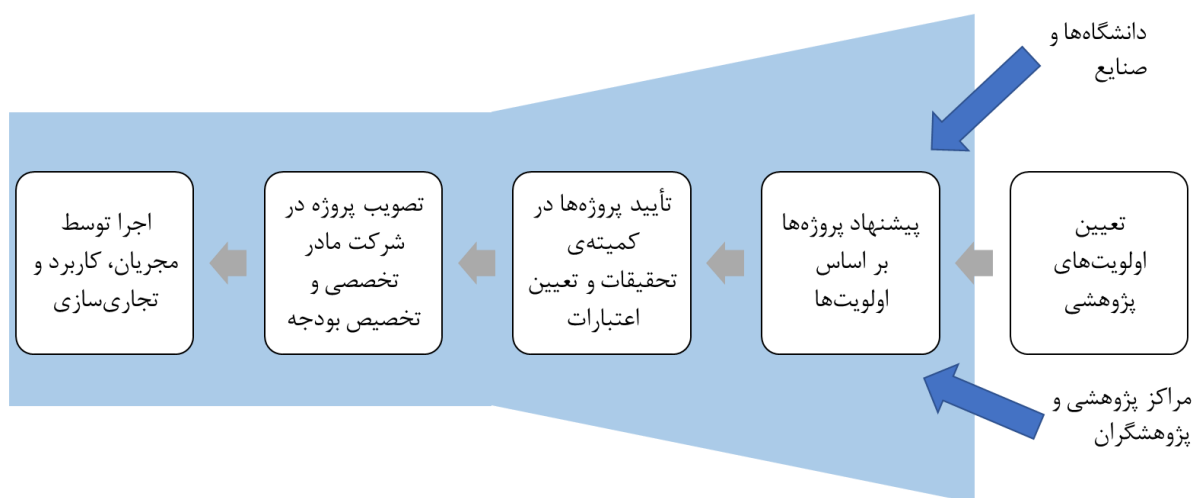 دانشگاه‌ها و
صنایع
تعیین
اولویت‌های
پژوهشی
پیشنهاد پروژه‌ها
بر اساس
اولویت‌ها
تأیید پروژه‌ها در
کمیته‌ی
تحقیقات و تعیین
اعتبارات
تصویب پروژه در
شرکت مادر
تخصصی و
تخصیص بودجه
اجرا توسط
مجریان، کاربرد و
تجاری‌سازی
مراکز پژوهشی و
پژوهشگران